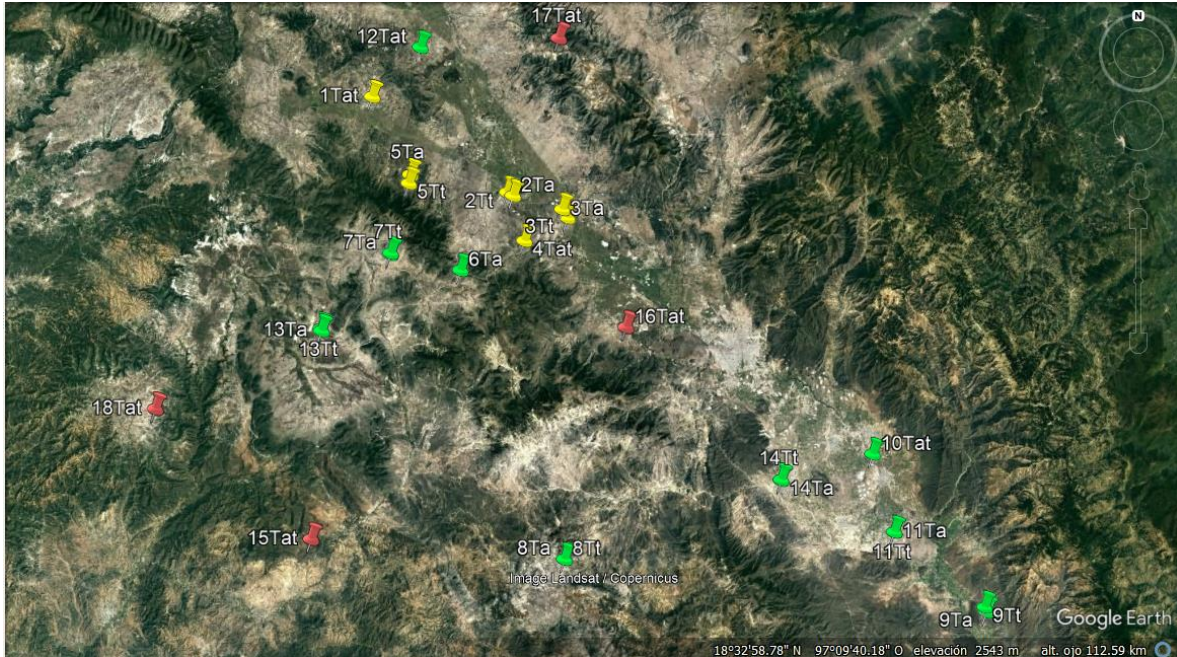 N
17Tat
12Tat
1Tat
5Ta
5Tt
2Ta
2Tt
3Ta
3Tt
4Tat
7Tt
7Ta
6Ta
16Tat
13Ta
13Tt
18Tat
10Tat
14Tt
14Ta
15Tat
11Ta
11Tt
8Ta 8Tt
Image Landsat / Copernicus
9Ta 9Tt
Google Earth
18°32'58.78" N 97°09'40.18" O elevación 2543 m alt. ojo 112.59 km